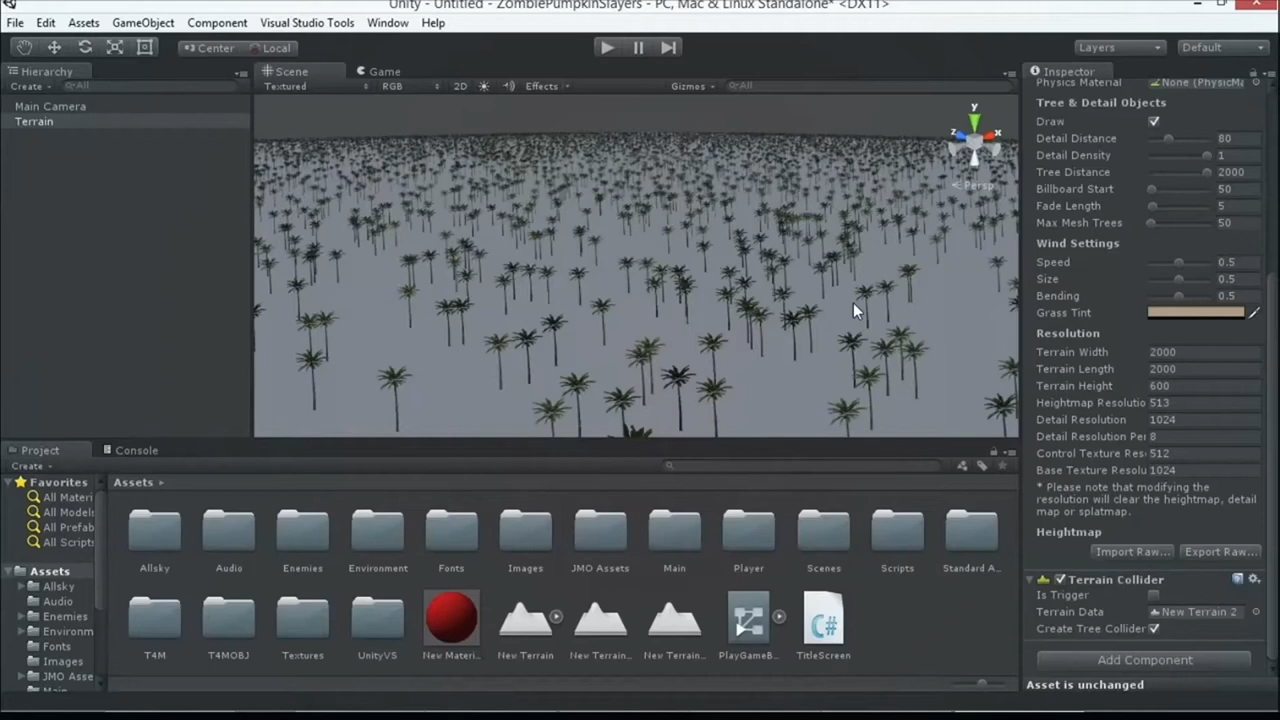 Unity - Untitled - ZombiePumpkinSlayers - PC, Mac & Linux Standalone* <DX11>
File Edit Assets GameObject Component Visual Studio Tools Window Help
Center Local
Layers Default
Hierarchy
Create All
Main Camera
Terrain
Scene Game
Textured RGB 2D Effects Gizmos All
y
z x
Persp
Inspector
Physics Material None (PhysicMa
Tree & Detail Objects
Draw
Detail Distance 80
Detail Density 1
Tree Distance 2000
Billboard Start 50
Fade Length 5
Max Mesh Trees 50
Wind Settings
Speed 0.5
Size 0.5
Bending 0.5
Grass Tint
Resolution
Terrain Width 2000
Terrain Length 2000
Terrain Height 600
Heightmap Resolutio 513
Detail Resolution 1024
Detail Resolution Per 8
Control Texture Res 512
Base Texture Resolu 1024
* Please note that modifying the
resolution will clear the heightmap, detail
map or splatmap.
Heightmap
Import Raw... Export Raw...
Terrain Collider
Is Trigger
Terrain Data New Terrain 2
Create Tree Collider
Add Component
Asset is unchanged
Project Console
Create
Favorites
All Materi
All Models
All Prefab
All Scripts
Assets
Allsky
Audio
Enemies
Environm
Fonts
Images
JMO Asse
Main
Assets
Allsky Audio Enemies Environment Fonts Images JMO Assets Main Player Scenes Scripts Standard A...
T4M T4MOBJ Textures UnityVS New Materi... New Terrain New Terrain... New Terrain... PlayGameB... TitleScreen
C#